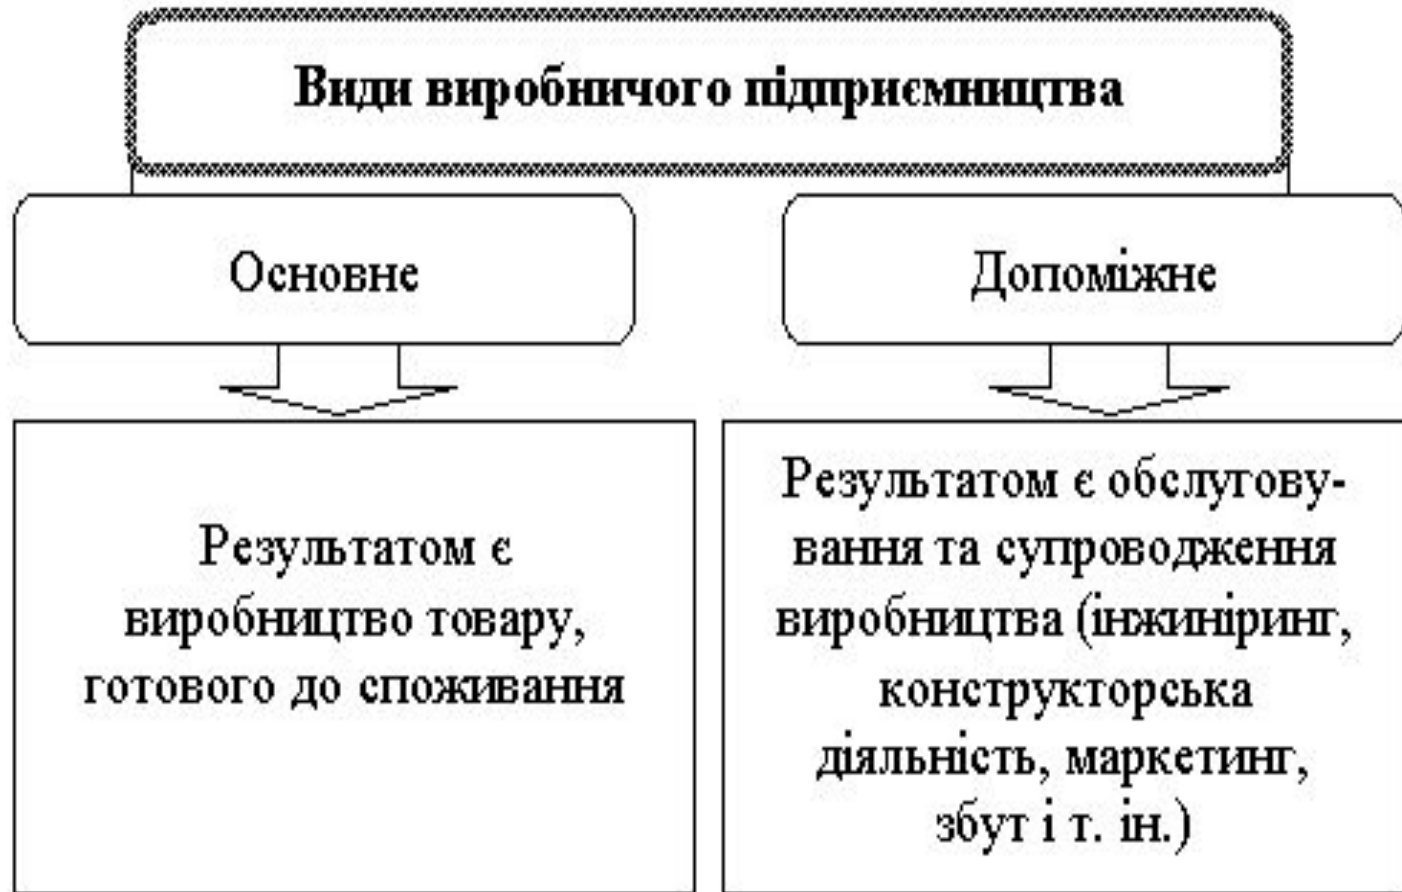 Види виробничого підприємництва
Основне
Допоміжне
Результатом є
виробництво товару,
готового до споживання
Результатом є обслугову-
вання та супроводження
виробництва (інжиніринг,
конструкторська
діяльність, маркетинг,
збут і т. ін.)